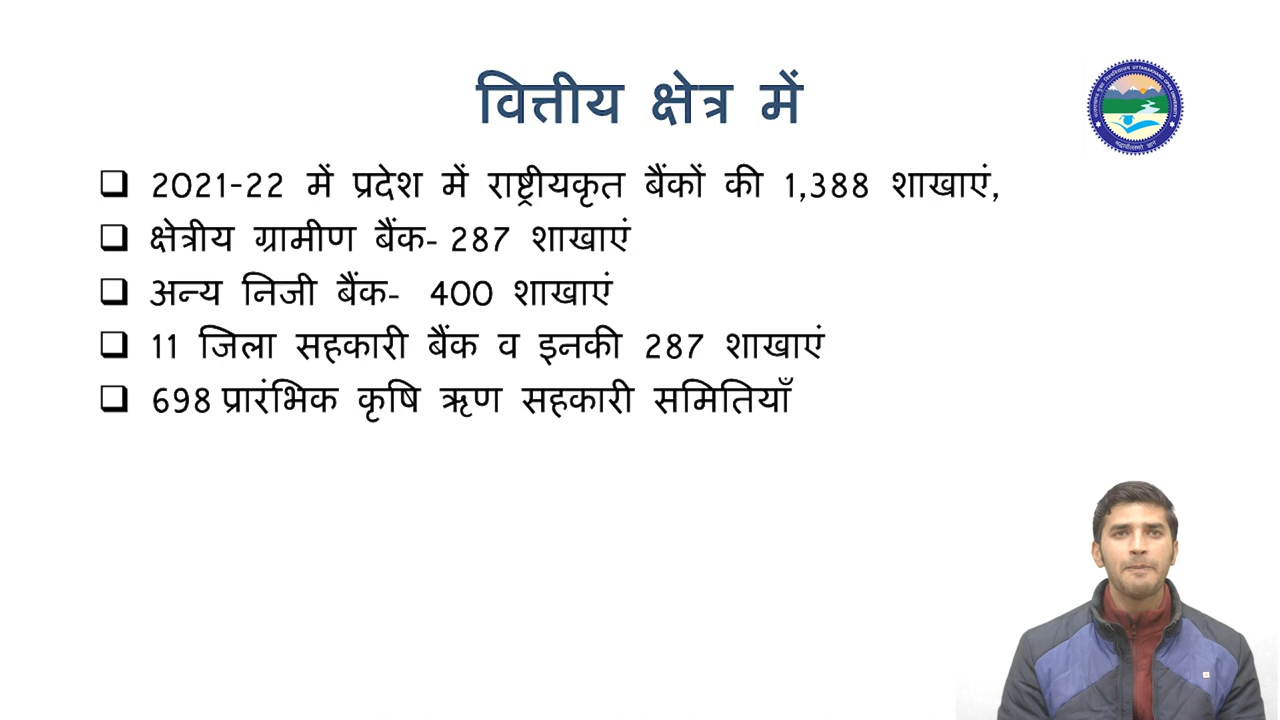 वित्तीय क्षेत्र में
❑ 2021-22 में प्रदेश में राष्ट्रीयकृत बैंकों की 1,388 शाखाएं,
❑ क्षेत्रीय ग्रामीण बैंक- 287 शाखाएं
❑ अन्य निजी बैंक- 400 शाखाएं
❑ 11 जिला सहकारी बैंक व इनकी 287 शाखाएं
❑ 698 प्रारंभिक कृषि ऋण सहकारी समितियाँ